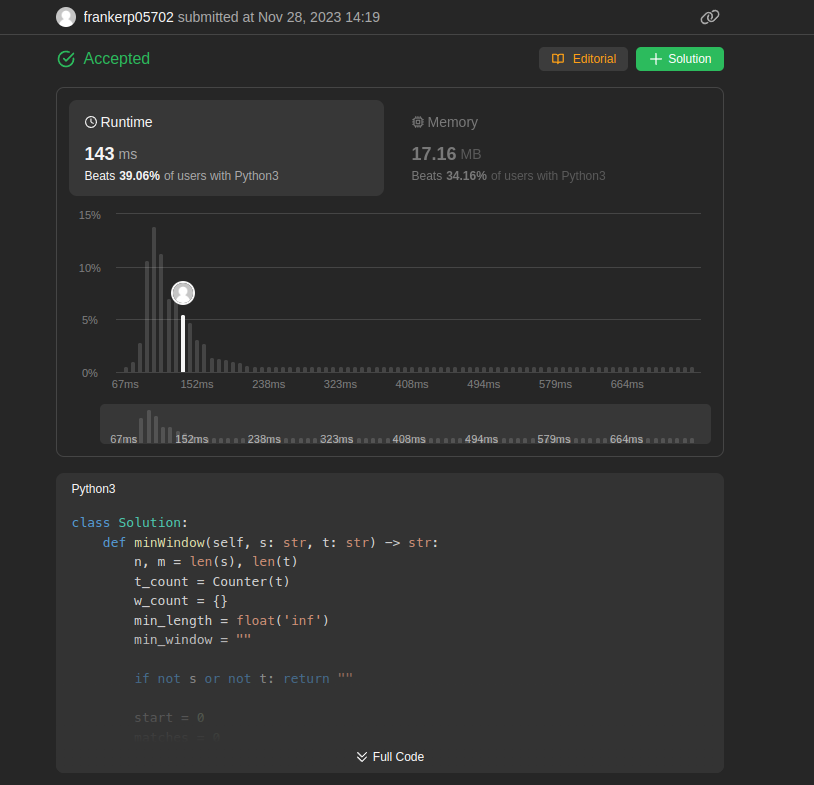 frankerp05702 submitted at Nov 28, 2023 14:19
Accepted
Editorial
Solution
Runtime
Memory
143 ms
17.16 MB
Beats 39.06% of users with Python3
Beats 34.16% of users with Python3
15%
10%
5%
0%
67ms 152ms 238ms 323ms 408ms 494ms 579ms 664ms
67ms 152ms 238ms 323ms 408ms 494ms 579ms 664ms
Python3
class Solution:
    def minWindow(self, s: str, t: str) -> str:
        n, m = len(s), len(t)
        t_count = Counter(t)
        w_count = {}
        min_length = float('inf')
        min_window = ""
        if not s or not t: return ""
        start = 0
        matches = 0
Full Code